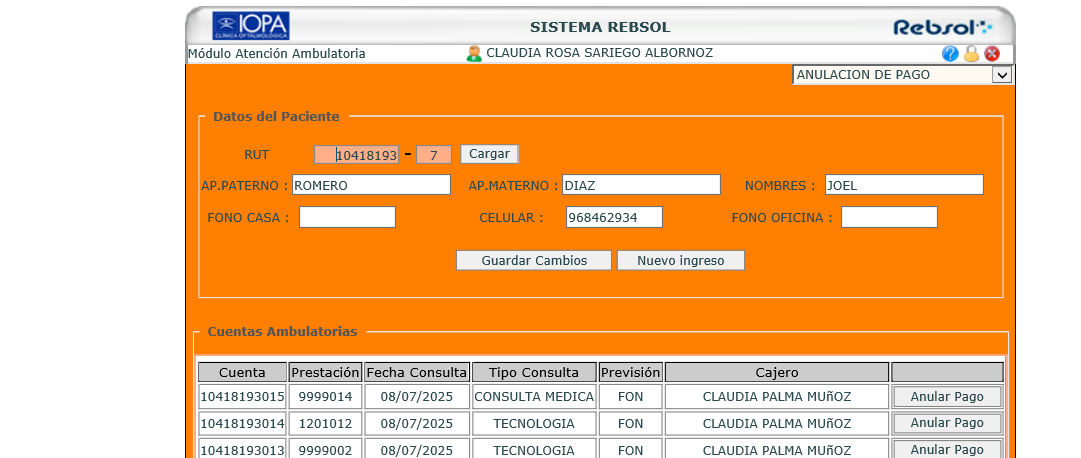 IOPA
CLÍNICA OFTALMOLÓGICA
SISTEMA REBSOL
Rebsol
Módulo Atención Ambulatoria
CLAUDIA ROSA SARIEGO ALBORNOZ
?
ANULACION DE PAGO
Datos del Paciente
RUT 10418193 - 7 Cargar
AP.PATERNO : ROMERO AP.MATERNO : DIAZ NOMBRES : JOEL
FONO CASA : CELULAR : 968462934 FONO OFICINA :
Guardar Cambios Nuevo ingreso
Cuentas Ambulatorias
Cuenta Prestación Fecha Consulta Tipo Consulta Previsión Cajero
10418193015 9999014 08/07/2025 CONSULTA MEDICA FON CLAUDIA PALMA MUñOZ Anular Pago
10418193014 1201012 08/07/2025 TECNOLOGIA FON CLAUDIA PALMA MUñOZ Anular Pago
10418193013 9999002 08/07/2025 TECNOLOGIA FON CLAUDIA PALMA MUñOZ Anular Pago